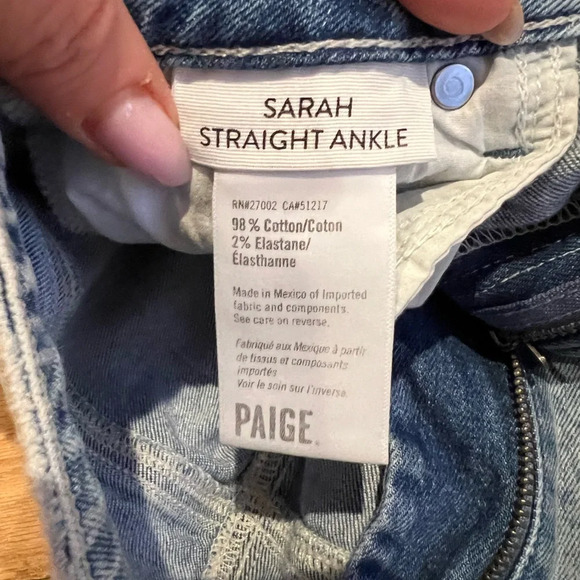 SARAH
STRAIGHT ANKLE
RN#27002 CA#51217
98 % Cotton/Coton
2% Elastane/
Élasthanne
Made in Mexico of Imported
fabric and components.
See care on reverse.
Fabriqué aux Mexique à partir
de tissus et composants
importés
Voir le soin sur l'inverso.
PAIGE.